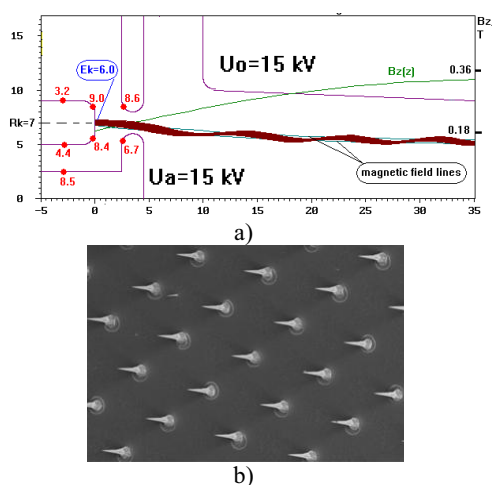 15
Bz,
T
Ek=6.0
Uo=15 kV
Bz(z)
0.36
10
3.2
9.0
8.6
Rk=7
0.18
5
4.4
8.4
6.7
magnetic field lines
8.5
Ua=15 kV
0
-5 0 5 10 15 20 25 30 35
a)
b)